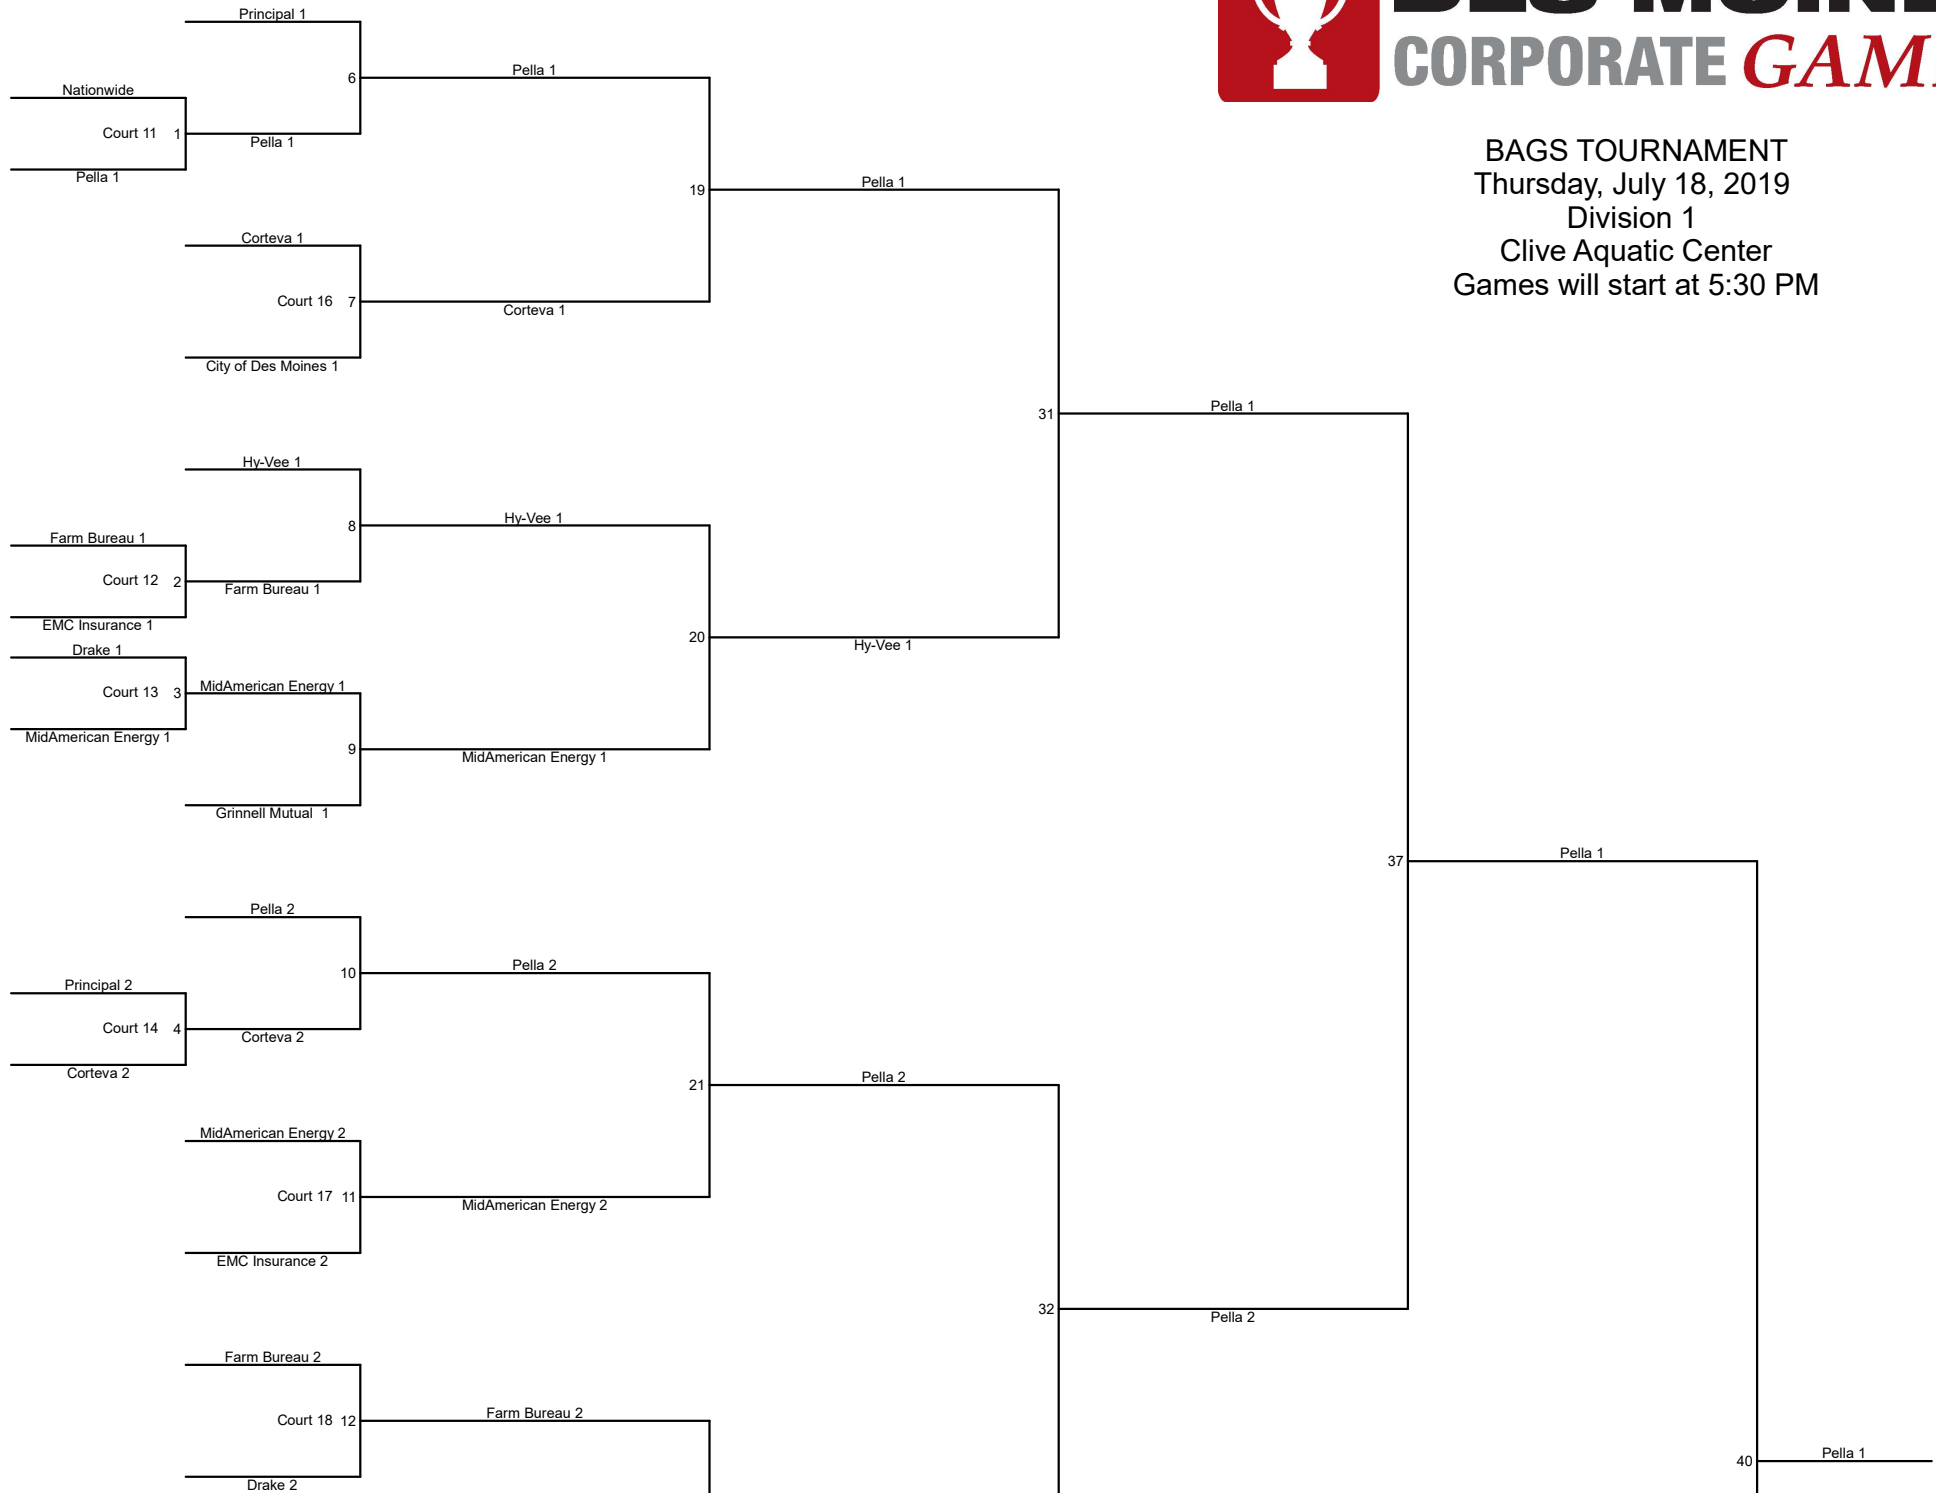 Principal 1
6
Pella 1
Nationwide
Court 11 1
Pella 1
Pella 1
CORPORATE
BAGS TOURNAMENT
Thursday, July 18, 2019
Division 1
Clive Aquatic Center
Games will start at 5:30 PM
19
Pella 1
Corteva 1
Court 16 7
Corteva 1
City of Des Moines 1
31
Pella 1
Hy-Vee 1
8
Hy-Vee 1
Farm Bureau 1
Court 12 2
Farm Bureau 1
EMC Insurance 1
20
Hy-Vee 1
Drake 1
Court 13 3
MidAmerican Energy 1
MidAmerican Energy 1
9
MidAmerican Energy 1
Grinnell Mutual 1
37
Pella 1
Pella 2
10
Pella 2
Principal 2
Court 14 4
Corteva 2
Corteva 2
21
Pella 2
MidAmerican Energy 2
Court 17 11
MidAmerican Energy 2
EMC Insurance 2
32
Pella 2
Farm Bureau 2
Court 18 12
Farm Bureau 2
Drake 2
40
Pella 1